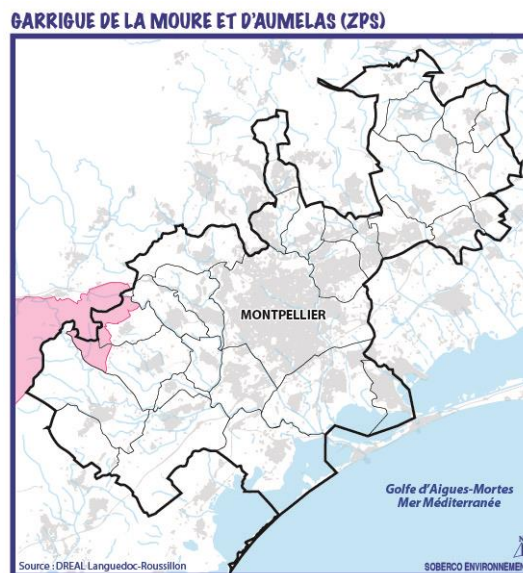 GARRIGUE DE LA MOURE ET D'AUMELAS (ZPS)
MONTPELLIER
Golfe d'Aigues-Mortes
Mer Méditerranée
N
Source : DREAL Languedoc-Roussillon
SOBERCO ENVIRONNEMENT